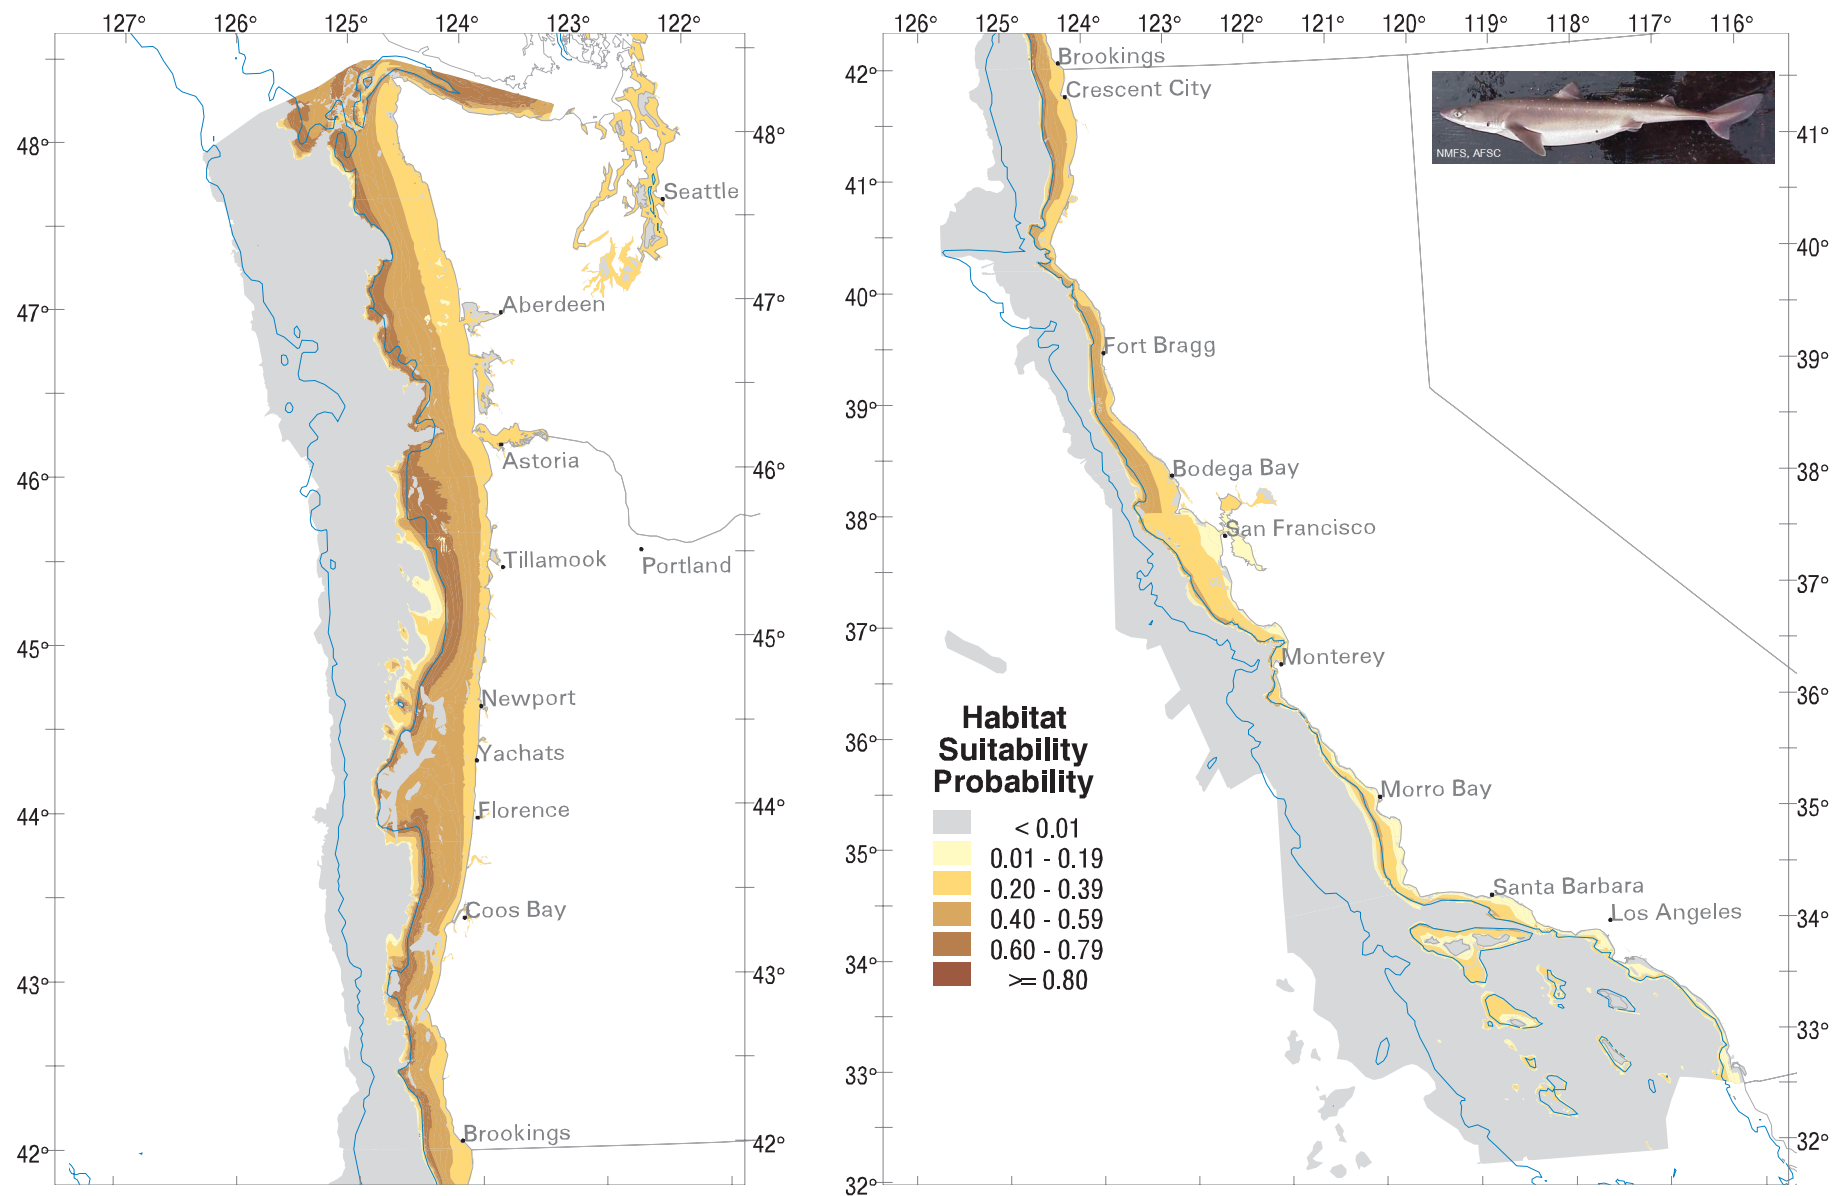 127° 126° 125° 124° 123° 122°
48° 48°
Seattle
47° 47°
Aberdeen
Astoria
46° 46°
Tillamook
Portland
45° 45°
Newport
Yachats
44° 44°
Florence
Coos Bay
43° 43°
Brookings
42° 42°
126° 125° 124° 123° 122° 121° 120° 119° 118° 117° 116°
Brookings
42°
Crescent City
41°
NMFS, AFSC
41°
40°
40°
Fort Bragg
39°
39°
Bodega Bay
38°
38°
San Francisco
37°
37°
Monterey
36°
36°
Habitat
Suitability
Probability
< 0.01
0.01 - 0.19
0.20 - 0.39
0.40 - 0.59
0.60 - 0.79
>= 0.80
Morro Bay
35°
35°
Santa Barbara
Los Angeles
34°
34°
33°
33°
32°
32°